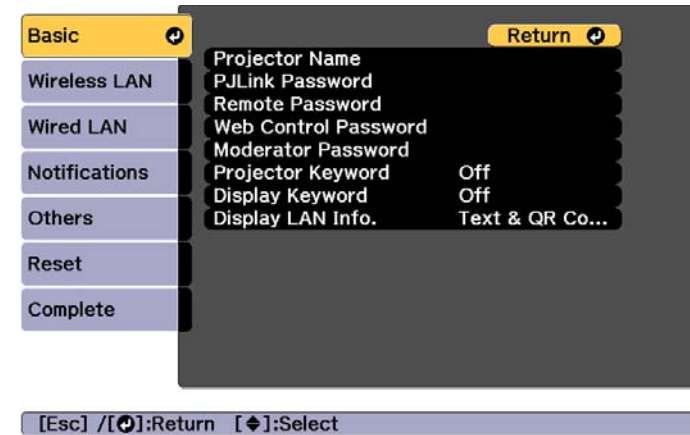 Basic
Wireless LAN
Wired LAN
Notifications
Others
Reset
Complete
Return
Projector Name
PJLink Password
Remote Password
Web Control Password
Moderator Password
Projector Keyword Off
Display Keyword Off
Display LAN Info. Text & QR Co...
[Esc] /[⏎]:Return [◆]:Select